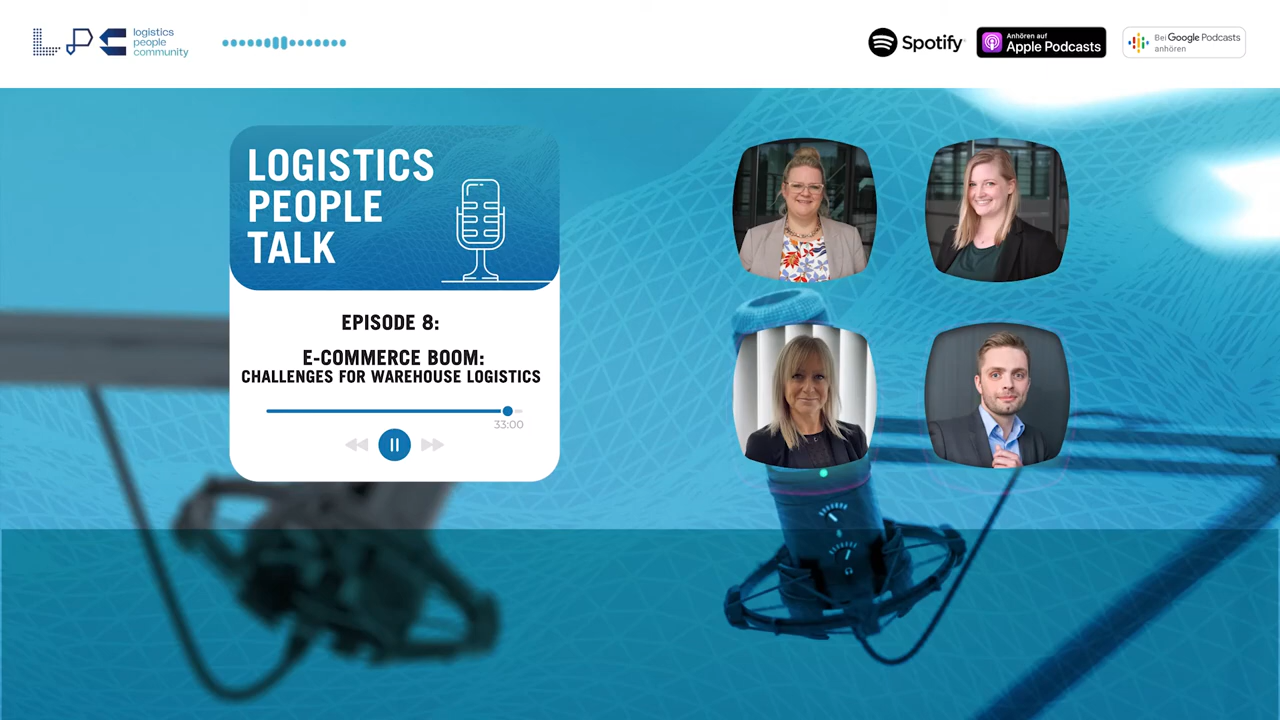 LPC
logistics
people
community
Spotify
Anhören auf
Apple Podcasts
Bei Google Podcasts
anhören
LOGISTICS
PEOPLE
TALK
EPISODE 8:
E-COMMERCE BOOM:
CHALLENGES FOR WAREHOUSE LOGISTICS
33:00